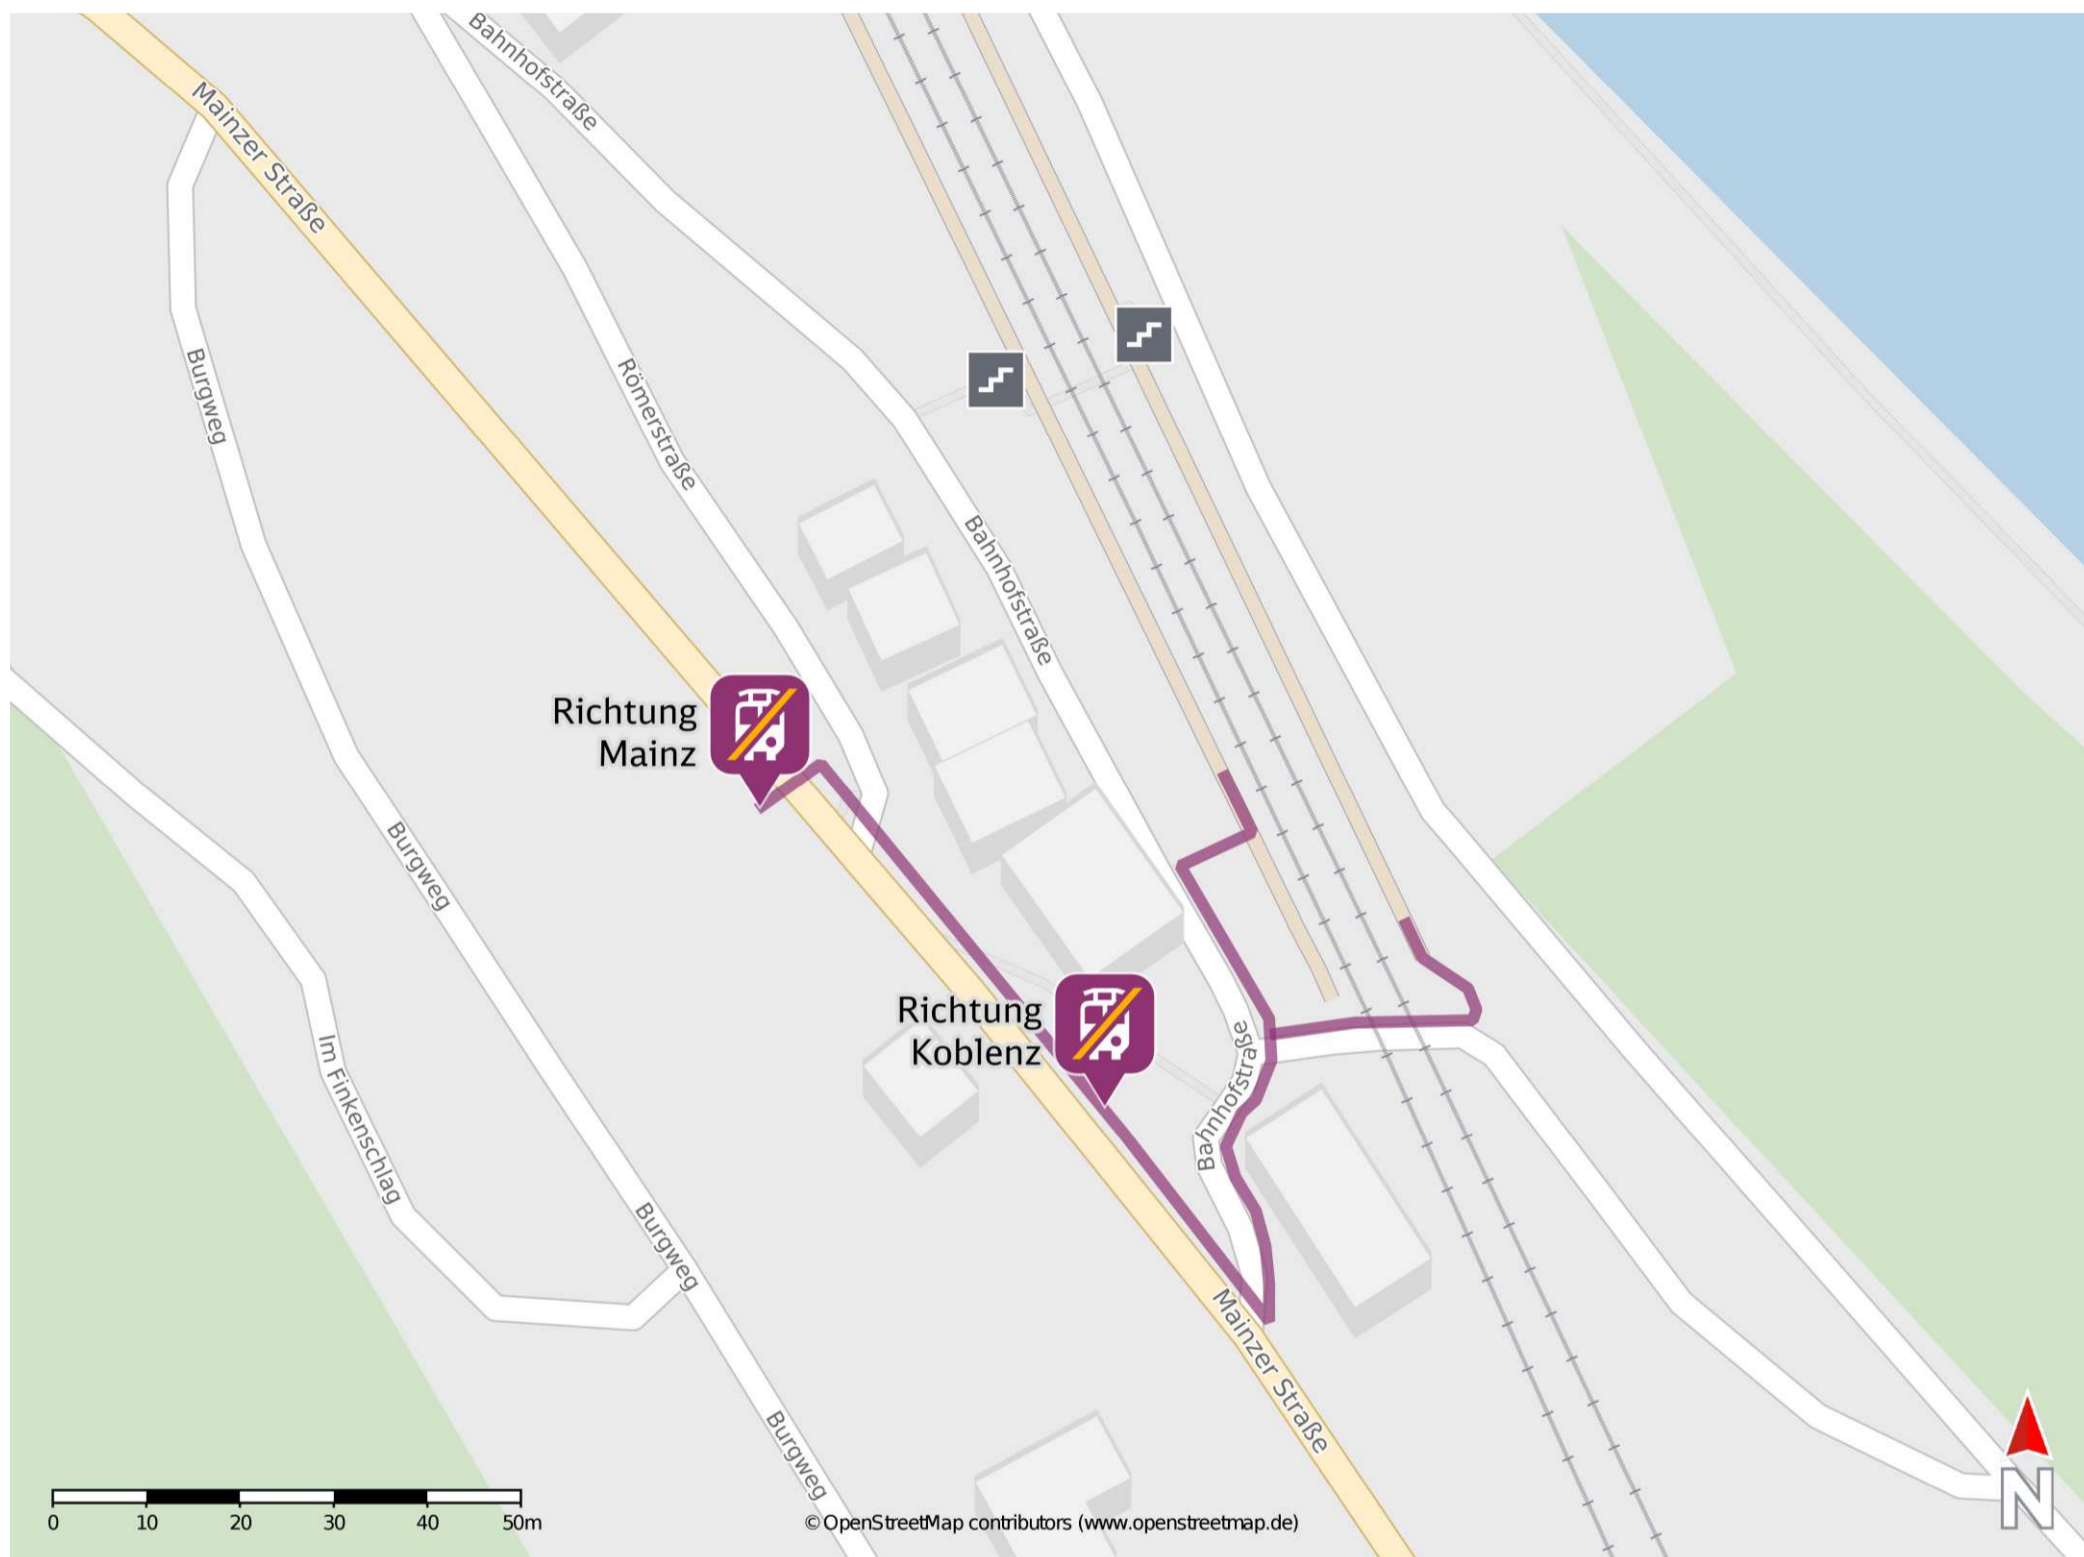 Bahnhofstraße
Mainzer Straße
Burgweg
Römerstraße
Bahnhofstraße
Richtung
Mainz
Burgweg
Richtung
Koblenz
Bahnhofstraße
Im Finkenschlag
Burgweg
Mainzer Straße
Burgweg
0 10 20 30 40 50m
© OpenStreetMap contributors (www.openstreetmap.de)
N